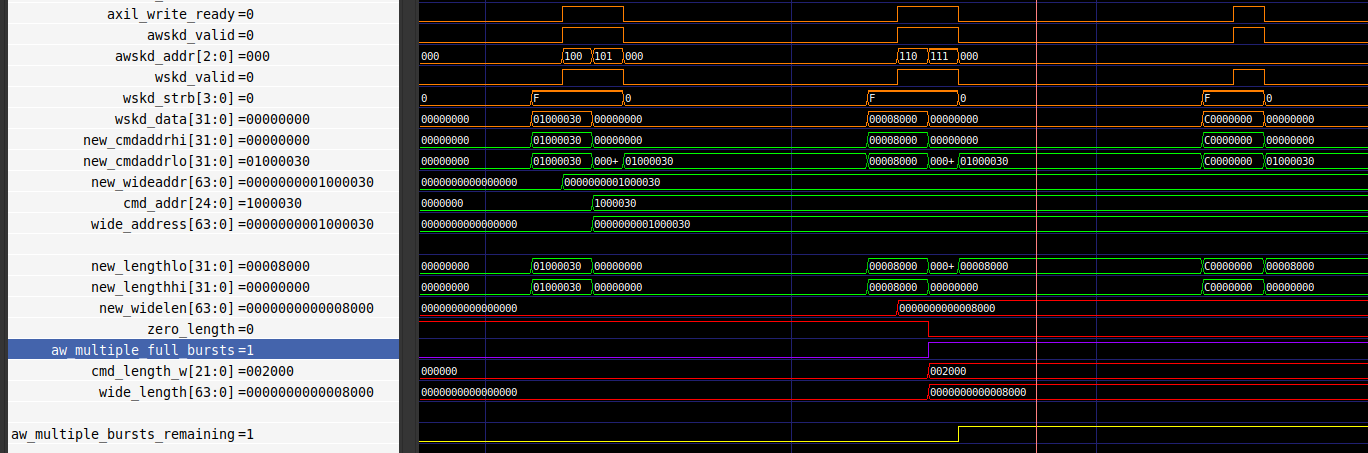 axil_write_ready =0
awskd_valid =0
awskd_addr[2:0] =000 000 100 101 000 110 111 000
wskd_valid =0
wskd_strb[3:0] =0 0 F 0 F 0 F 0
wskd_data[31:0] =00000000 00000000 01000030 00000000 00008000 00000000 C0000000 00000000
new_cmdaddrhi[31:0] =00000000 00000000 01000030 00000000 00008000 00000000 C0000000 00000000
new_cmdaddrlo[31:0] =01000030 00000000 01000030 000+ 01000030 00008000 000+ 01000030 C0000000 01000030
new_wideaddr[63:0] =0000000001000030 0000000000000000 0000000001000030
cmd_addr[24:0] =1000030 0000000 1000030
wide_address[63:0] =0000000001000030 0000000000000000 0000000001000030
new_lengthlo[31:0] =00008000 00000000 01000030 00000000 00008000 000+ 00008000 C0000000 00008000
new_lengthhi[31:0] =00000000 00000000 01000030 00000000 00008000 00000000 C0000000 00000000
new_widelen[63:0] =0000000000008000 0000000000000000 0000000000008000
zero_length =0
aw_multiple_full_bursts =1
cmd_length_w[21:0] =002000 000000 002000
wide_length[63:0] =0000000000008000 0000000000000000 0000000000008000
aw_multiple_bursts_remaining =1